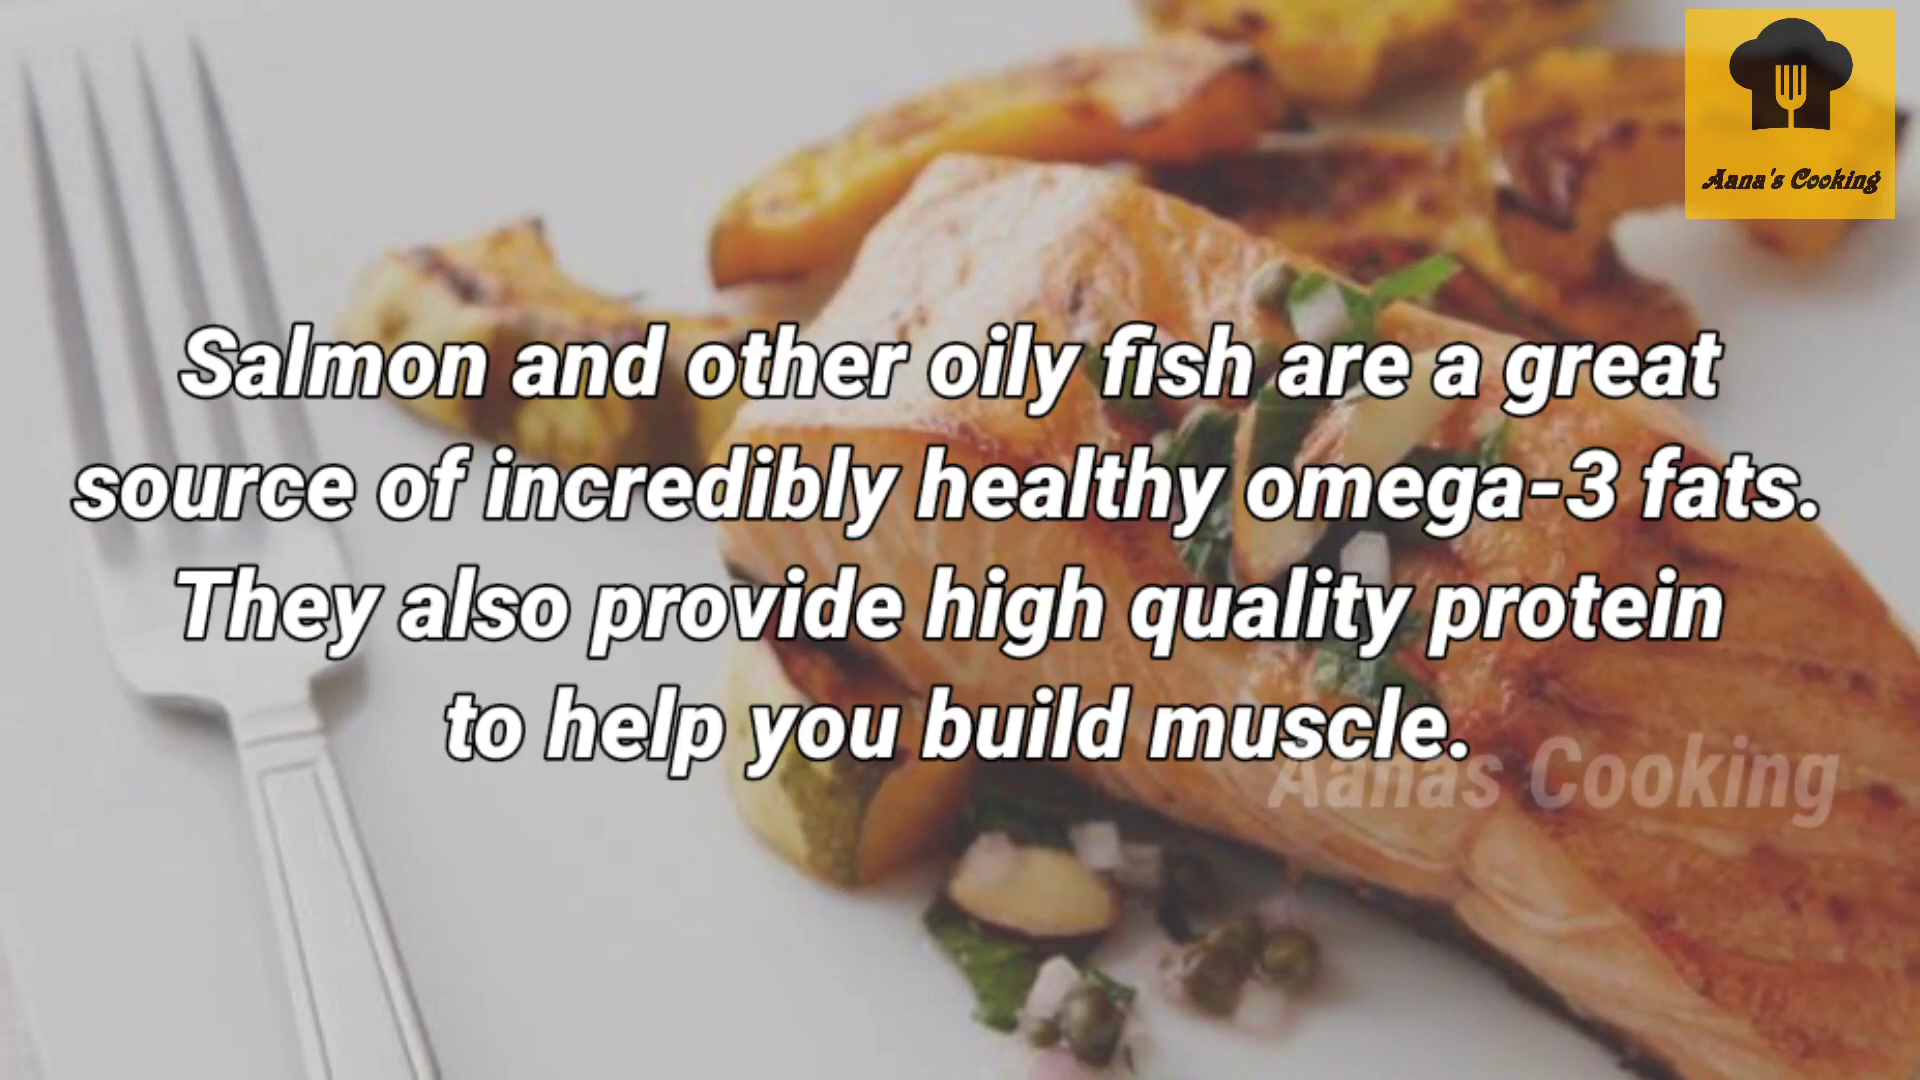 Aana's Cooking
Salmon and other oily fish are a great
source of incredibly healthy omega-3 fats.
They also provide high quality protein
to help you build muscle.
Aanas Cooking